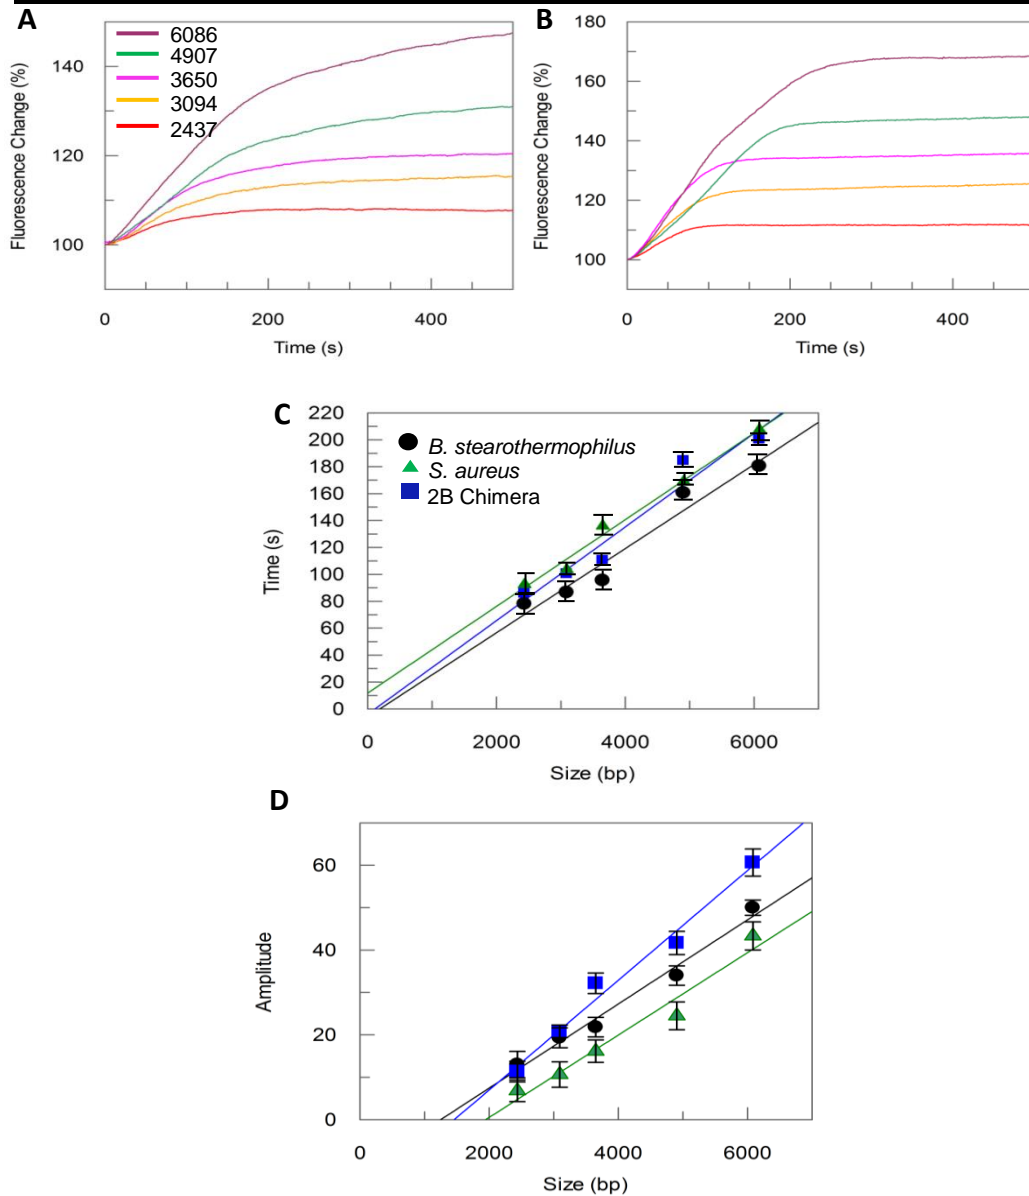 A
6086
4907
3650
3094
2437
140
120
100
Fluorescence Change (%)
0
200
400
Time (s)
B
180
160
140
120
100
Fluorescence Change (%)
0
200
400
Time (s)
C
220
200
180
160
140
120
100
80
60
40
20
0
Time (s)
B. stearothermophilus
S. aureus
2B Chimera
0
2000
4000
6000
Size (bp)
D
60
40
20
0
Amplitude
0
2000
4000
6000
Size (bp)